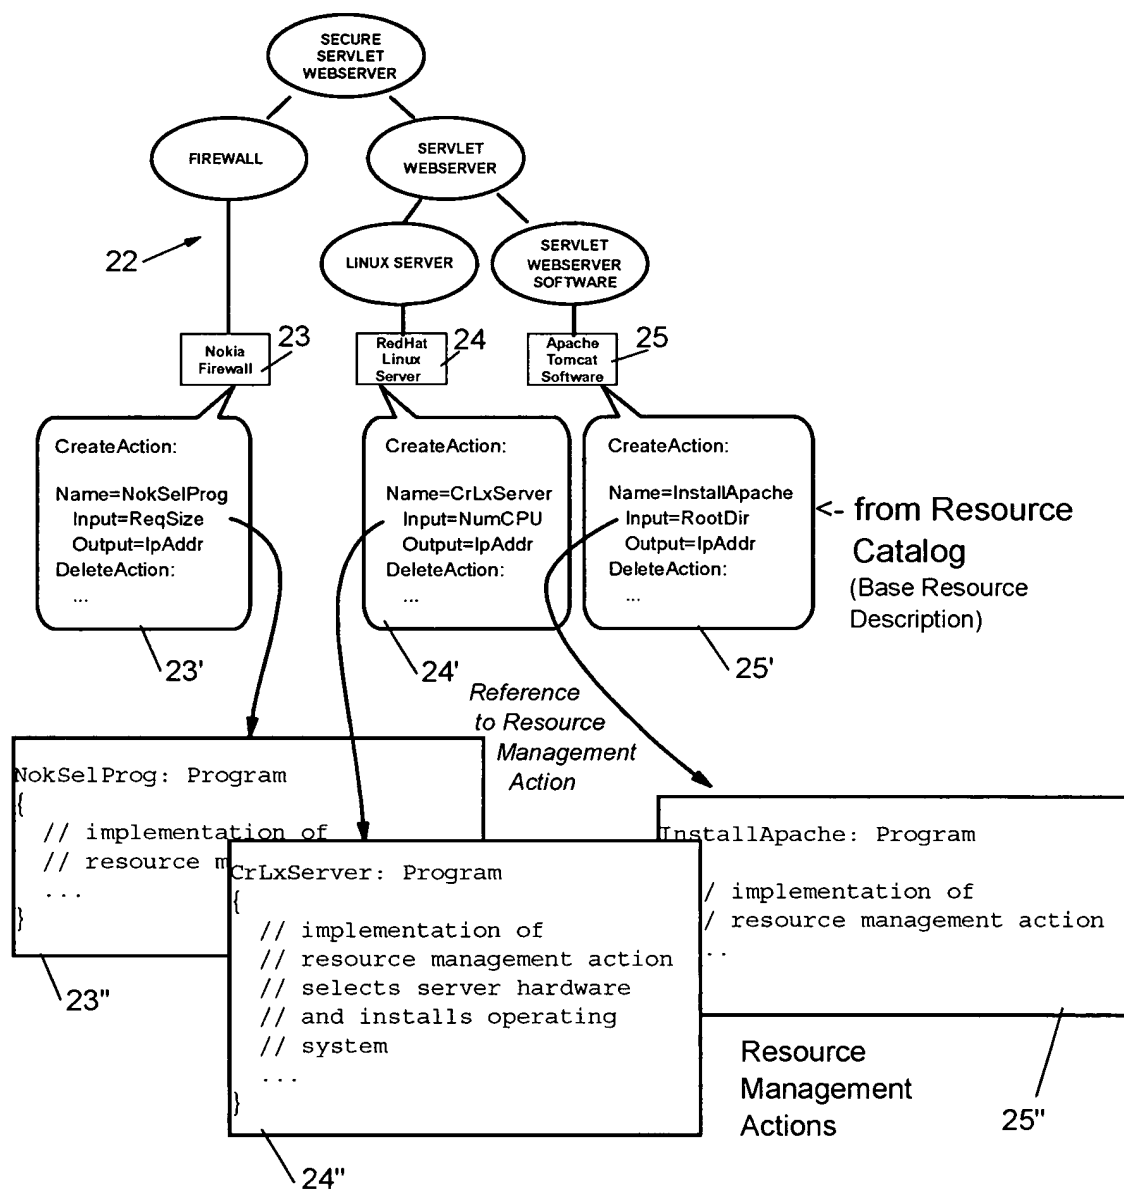 SECURE
SERVLET
WEBSERVER
FIREWALL
SERVLET
WEBSERVER
22
LINUX SERVER
SERVLET
WEBSERVER
SOFTWARE
Nokia
Firewall
23
RedHat
Linux
Server
24
Apache
Tomcat
Software
25
CreateAction:
Name=NokSelProg
Input=ReqSize
Output=IpAddr
DeleteAction:
...
23'
CreateAction:
Name=CrLxServer
Input=NumCPU
Output=IpAddr
DeleteAction:
...
24'
CreateAction:
Name=InstallApache
Input=RootDir
Output=IpAddr
DeleteAction:
...
25'
<- from Resource
Catalog
(Base Resource
Description)
Reference
to Resource
Management
Action
NokSelProg: Program
{
// implementation of
// resource m
...
}
23"
CrLxServer: Program
{
// implementation of
// resource management action
// selects server hardware
// and installs operating
// system
...
}
24"
InstallApache: Program
/ implementation of
/ resource management action
..
25"
Resource
Management
Actions